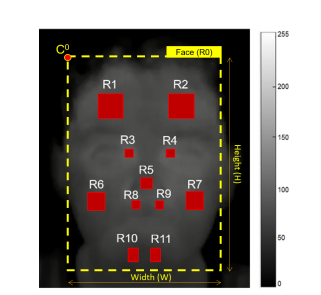 C⁰
Face (R0)
R1 R2
R3 R4
R5
R6 R7
R8 R9
R10 R11
Width (W)
Height (H)
255
200
150
100
50
0